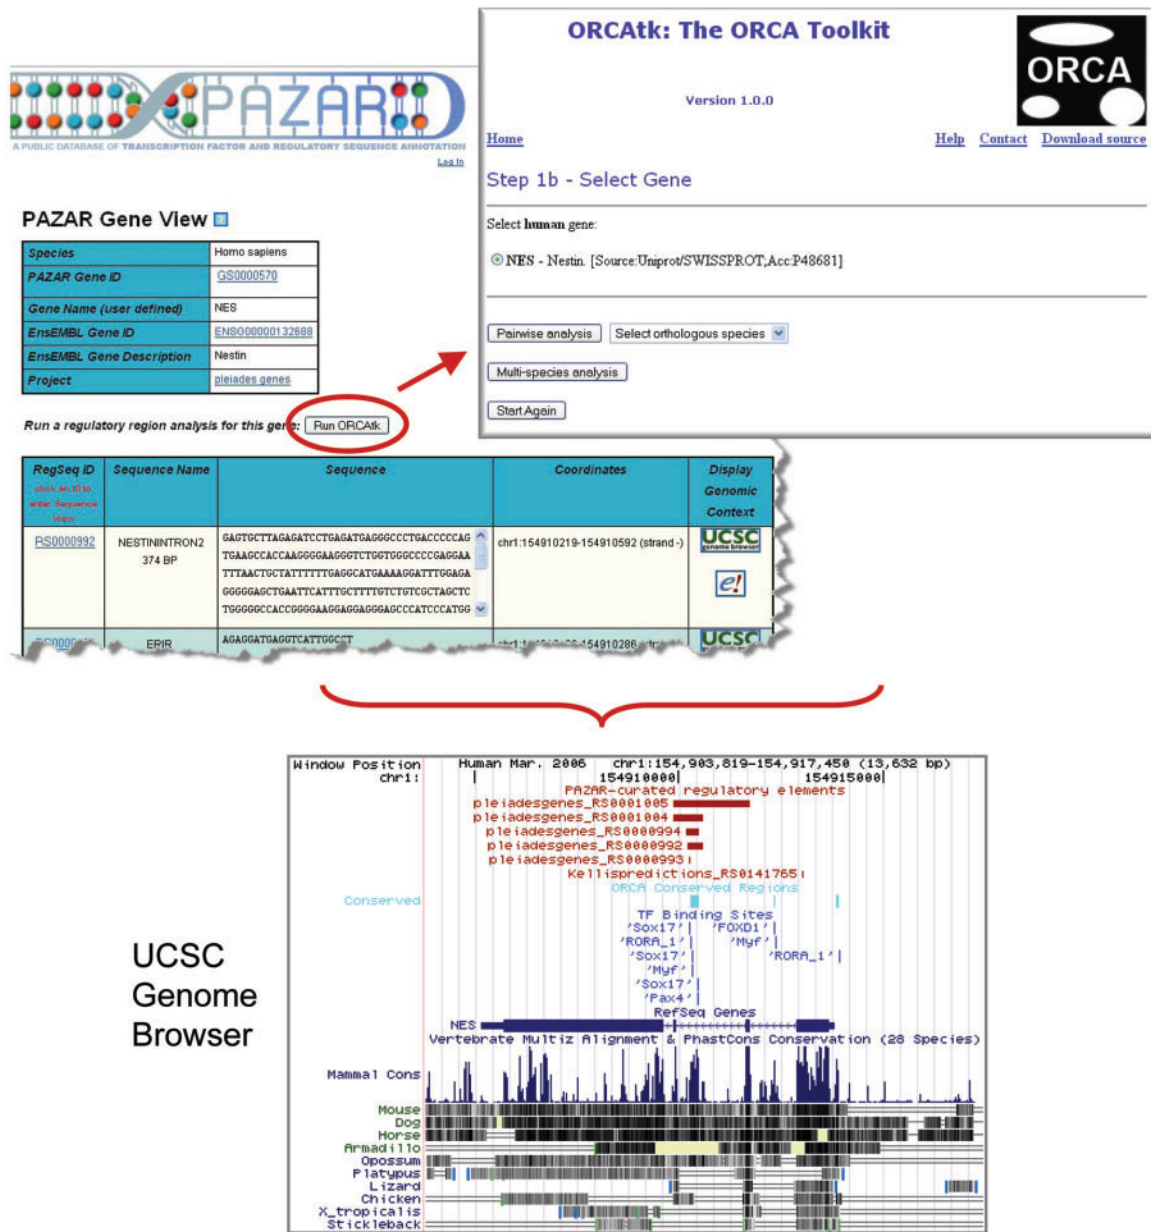 PAZAR
A PUBLIC DATABASE OF TRANSCRIPTION FACTOR AND REGULATORY SEQUENCE ANNOTATION
Log In
PAZAR Gene View ?
Species Homo sapiens
PAZAR Gene ID GS0000570
Gene Name (user defined) NES
EnsEMBL Gene ID ENSG00000132688
EnsEMBL Gene Description Nestin
Project pleiades genes
Run a regulatory region analysis for this gene: Run ORCAtk
ORCAtk: The ORCA Toolkit
ORCA
Version 1.0.0
Home Help Contact Download source
Step 1b - Select Gene
Select human gene:
NES - Nestin. [Source:Uniprot/SWISSPROT;Acc:P48681]
Pairwise analysis Select orthologous species
Multi-species analysis
Start Again
RegSeq ID Sequence Name Sequence Coordinates Display Genomic Context
click an ID to enter Sequence View
RS0000992 NESTININTRON2 374 BP chr1:154910219-154910592 (strand -) UCSC genome browser
GAGTGCTTAGAGATCCTGAGATGAGGGCCCTGACCCCCAG
TGAAGCCACCAAGGGGAAGGGTCTGGTGGGCCCCGAGGAA
TTTAACTGCTATTTTTTGAGGCATGAAAAGGATTTGGAGA
GGGGGAGCTGAATTCATTTGCTTTTGTCTGTCGCTAGCTC
TGGGGGCCACCGGGGAAGGAGGAGGGAGCCCATCCCATGG
e!
ERIR AGAGGATGAGGTCATTGGCCT UCSC
UCSC
Genome
Browser
Window Position Human Mar. 2006 chr1:154,903,819-154,917,450 (13,632 bp)
chr1: 154910000 154915000
PAZAR-curated regulatory elements
pleiadesgenes_RS0001005
pleiadesgenes_RS0001004
pleiadesgenes_RS0000994
pleiadesgenes_RS0000992
pleiadesgenes_RS0000993
Kellispredictions_RS0141765
ORCA Conserved Regions
Conserved
TF Binding Sites
'Sox17' 'FOXD1'
'RORA_1' 'Myf'
'Sox17' 'RORA_1'
'Myf'
'Sox17'
'Pax4'
RefSeq Genes
NES
Vertebrate Multiz Alignment & PhastCons Conservation (28 Species)
Mammal Cons
Mouse
Dog
Horse
Armadillo
Opossum
Platypus
Lizard
Chicken
X_tropicalis
Stickleback